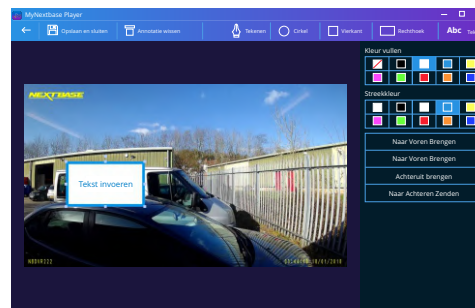 MyNextbase Player
Opslaan en sluiten
Annotatie wissen
Tekenen
Cirkel
Vierkant
Rechthoek
Abc
Kleur vullen
NEXTBASE
Streekkleur
Naar Voren Brengen
Naar Voren Brengen
Tekst invoeren
Achteruit brengen
Naar Achteren Zenden